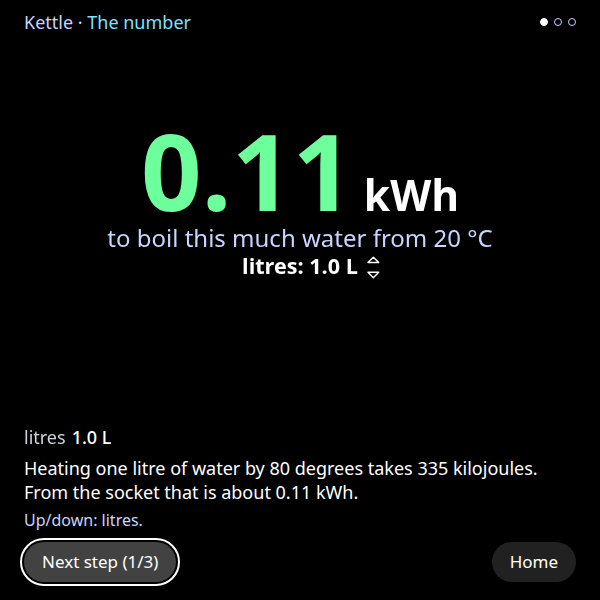 Kettle · The number
0.11 kWh
to boil this much water from 20 °C
litres: 1.0 L
litres 1.0 L
Heating one litre of water by 80 degrees takes 335 kilojoules.
From the socket that is about 0.11 kWh.
Up/down: litres.
Next step (1/3)
Home